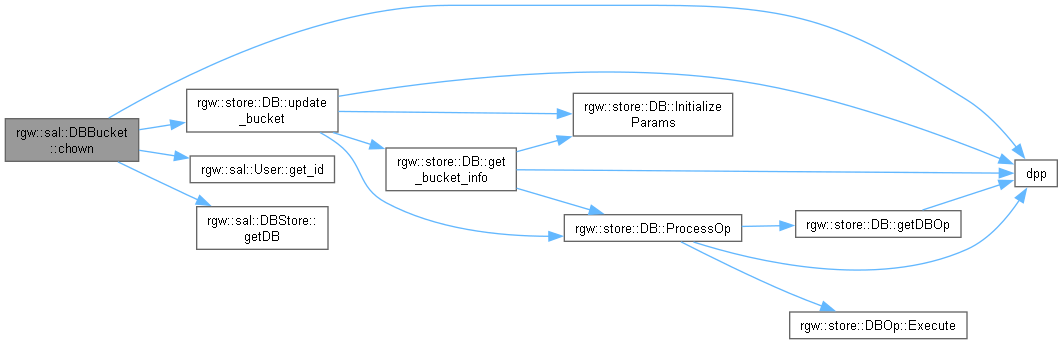 rgw::sal::DBBucket
::chown
rgw::store::DB::update
_bucket
rgw::sal::User::get_id
rgw::sal::DBStore::
getDB
rgw::store::DB::get
_bucket_info
rgw::store::DB::Initialize
Params
rgw::store::DB::ProcessOp
rgw::store::DB::getDBOp
rgw::store::DBOp::Execute
dpp